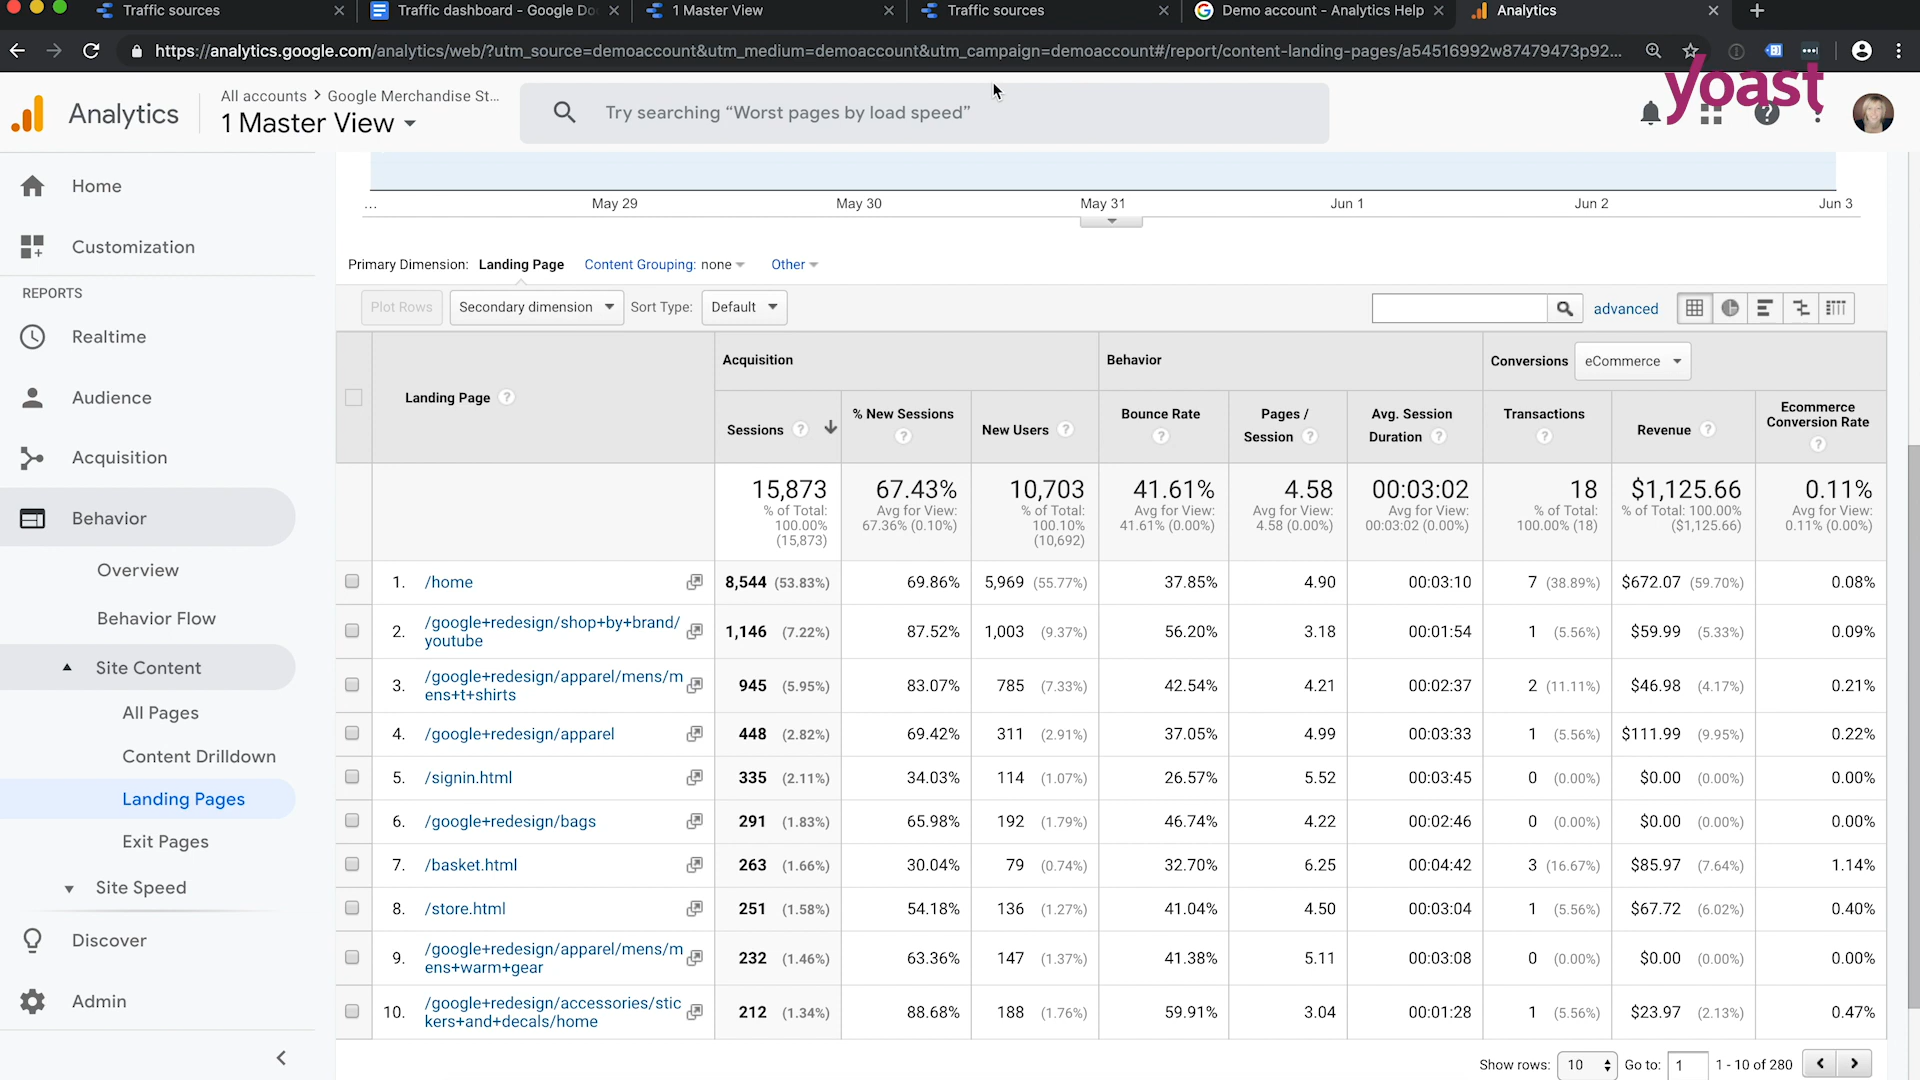 Traffic sources
Traffic dashboard - Google Do
1 Master View
Traffic sources
Demo account - Analytics Help
Analytics
https://analytics.google.com/analytics/web/?utm_source=demoaccount&utm_medium=demoaccount&utm_campaign=demoaccount#/report/content-landing-pages/a54516992w87479473p92...
yoast
Analytics
All accounts > Google Merchandise St...
1 Master View
Try searching “Worst pages by load speed”
Home
Customization
REPORTS
Realtime
Audience
Acquisition
Behavior
Overview
Behavior Flow
Site Content
All Pages
Content Drilldown
Landing Pages
Exit Pages
Site Speed
Discover
Admin
... May 29 May 30 May 31 Jun 1 Jun 2 Jun 3
Primary Dimension: Landing Page Content Grouping: none Other
Plot Rows Secondary dimension Sort Type: Default advanced
Acquisition Behavior Conversions eCommerce
Landing Page ?
Sessions ?
% New Sessions ?
New Users ?
Bounce Rate ?
Pages /
Session ?
Avg. Session
Duration ?
Transactions ?
Revenue ?
Ecommerce
Conversion Rate ?
15,873
% of Total:
100.00%
(15,873)
67.43%
Avg for View:
67.36% (0.10%)
10,703
% of Total:
100.10%
(10,692)
41.61%
Avg for View:
41.61% (0.00%)
4.58
Avg for View:
4.58 (0.00%)
00:03:02
Avg for View:
00:03:02 (0.00%)
18
% of Total:
100.00% (18)
$1,125.66
% of Total: 100.00%
($1,125.66)
0.11%
Avg for View:
0.11% (0.00%)
1. /home 8,544 (53.83%) 69.86% 5,969 (55.77%) 37.85% 4.90 00:03:10 7 (38.89%) $672.07 (59.70%) 0.08%
2. /google+redesign/shop+by+brand/
youtube 1,146 (7.22%) 87.52% 1,003 (9.37%) 56.20% 3.18 00:01:54 1 (5.56%) $59.99 (5.33%) 0.09%
3. /google+redesign/apparel/mens/m
ens+t+shirts 945 (5.95%) 83.07% 785 (7.33%) 42.54% 4.21 00:02:37 2 (11.11%) $46.98 (4.17%) 0.21%
4. /google+redesign/apparel 448 (2.82%) 69.42% 311 (2.91%) 37.05% 4.99 00:03:33 1 (5.56%) $111.99 (9.95%) 0.22%
5. /signin.html 335 (2.11%) 34.03% 114 (1.07%) 26.57% 5.52 00:03:45 0 (0.00%) $0.00 (0.00%) 0.00%
6. /google+redesign/bags 291 (1.83%) 65.98% 192 (1.79%) 46.74% 4.22 00:02:46 0 (0.00%) $0.00 (0.00%) 0.00%
7. /basket.html 263 (1.66%) 30.04% 79 (0.74%) 32.70% 6.25 00:04:42 3 (16.67%) $85.97 (7.64%) 1.14%
8. /store.html 251 (1.58%) 54.18% 136 (1.27%) 41.04% 4.50 00:03:04 1 (5.56%) $67.72 (6.02%) 0.40%
9. /google+redesign/apparel/mens/m
ens+warm+gear 232 (1.46%) 63.36% 147 (1.37%) 41.38% 5.11 00:03:08 0 (0.00%) $0.00 (0.00%) 0.00%
10. /google+redesign/accessories/stic
kers+and+decals/home 212 (1.34%) 88.68% 188 (1.76%) 59.91% 3.04 00:01:28 1 (5.56%) $23.97 (2.13%) 0.47%
Show rows: 10 Go to: 1 1 - 10 of 280